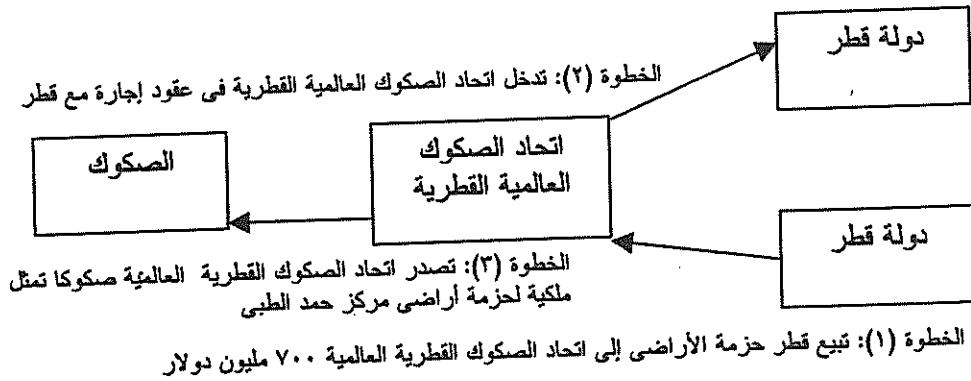 دولة قطر
الخطوة (٢): تدخل اتحاد الصكوك العالمية القطرية فى عقود إجارة مع قطر
اتحاد الصكوك
العالمية القطرية
الصكوك
دولة قطر
الخطوة (٣): تصدر اتحاد الصكوك القطرية العالمية صكوكا تمثل
ملكية لحزمة أراضى مركز حمد الطبى
الخطوة (١): تبيع قطر حزمة الأراضى إلى اتحاد الصكوك القطرية العالمية ٧٠٠ مليون دولار